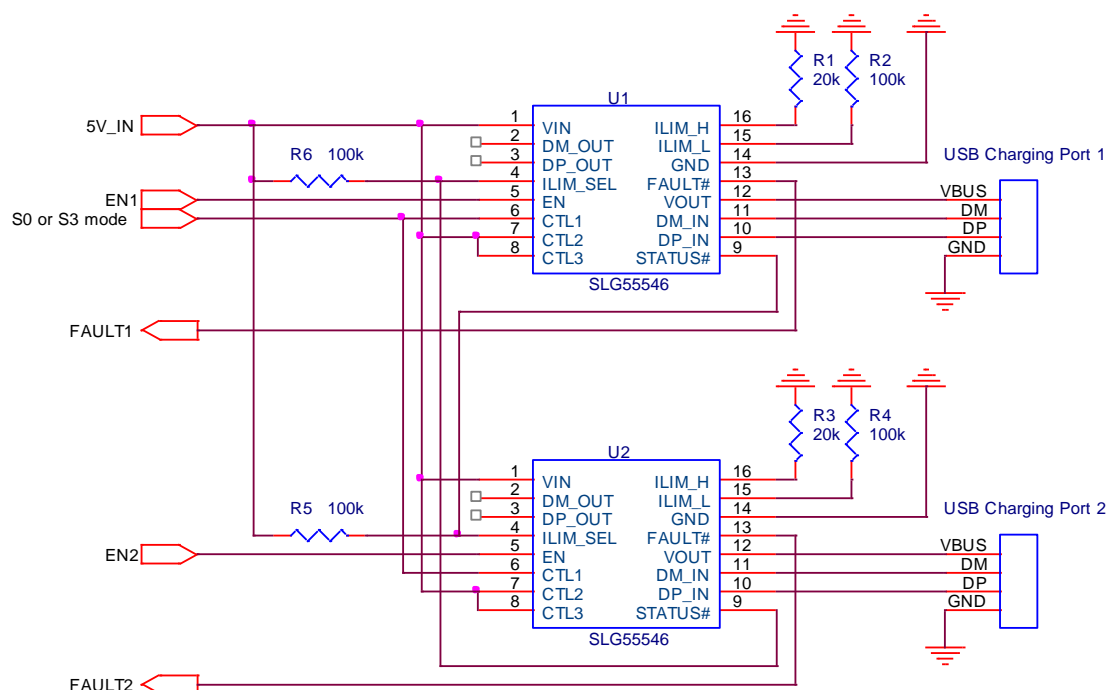 R1
20k
R2
100k
U1
5V_IN
1
VIN
ILIM_H
16
2
DM_OUT
ILIM_L
15
3
DP_OUT
GND
14
USB Charging Port 1
R6 100k
4
ILIM_SEL
FAULT#
13
EN1
5
EN
VOUT
12
VBUS
S0 or S3 mode
6
CTL1
DM_IN
11
DM
7
CTL2
DP_IN
10
DP
8
CTL3
STATUS#
9
GND
SLG55546
FAULT1
R3
20k
R4
100k
U2
1
VIN
ILIM_H
16
2
DM_OUT
ILIM_L
15
3
DP_OUT
GND
14
USB Charging Port 2
R5 100k
4
ILIM_SEL
FAULT#
13
EN2
5
EN
VOUT
12
VBUS
6
CTL1
DM_IN
11
DM
7
CTL2
DP_IN
10
DP
8
CTL3
STATUS#
9
GND
SLG55546
FAULT2